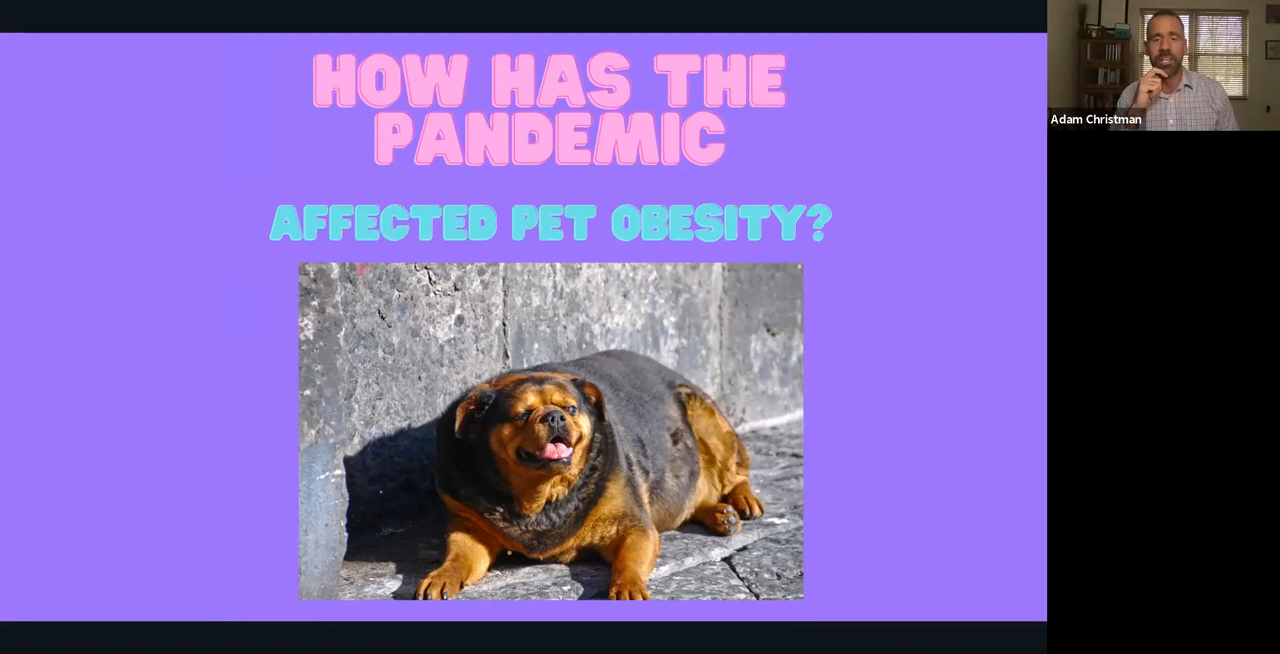 HOW HAS THE
PANDEMIC
AFFECTED PET OBESITY?
Adam Christman